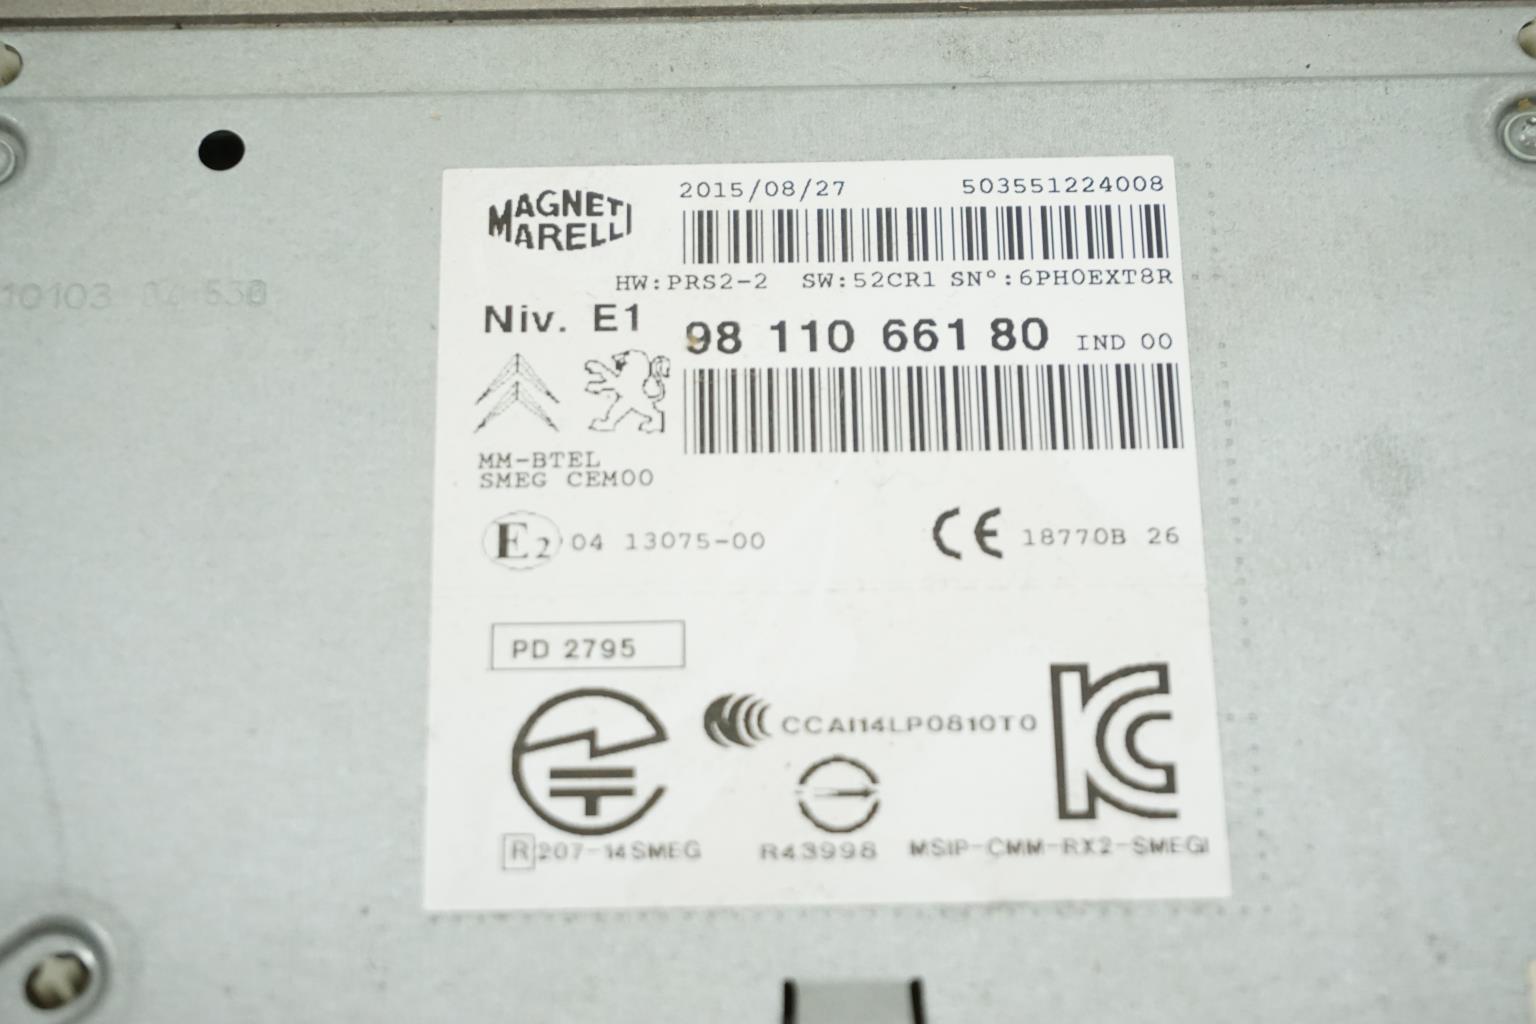 MAGNETI
MARELLI
2015/08/27 503551224008
HW:PRS2-2 SW:52CR1 SN°:6PH0EXT8R
Niv. E1
98 110 661 80 IND 00
MM-BTEL
SMEG CEM00
E2 04 13075-00
CE 18770B 26
PD 2795
CCAI14LP0810T0
R 207-14SMEG
R43998
MSIP-CMM-RX2-SMEGI
10103